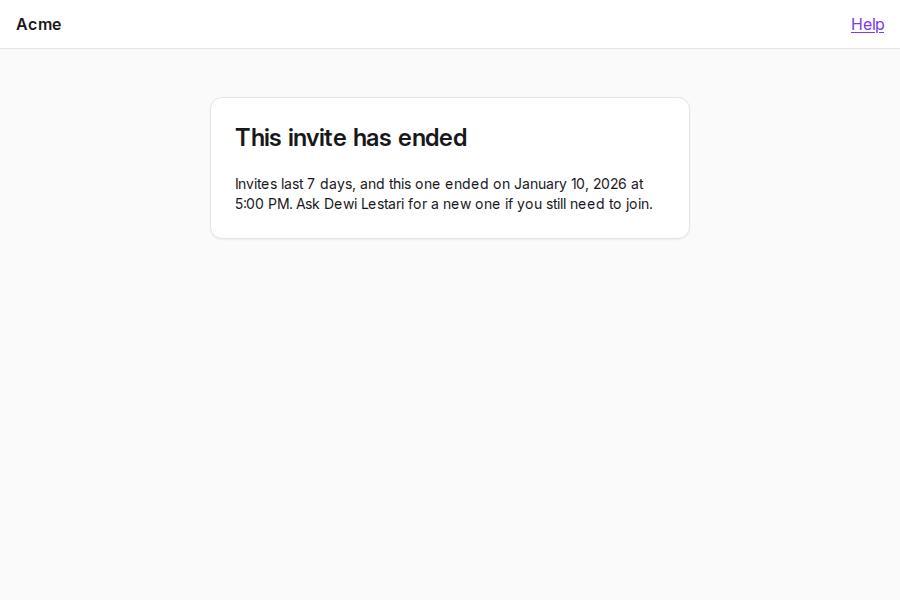 Acme
Help
This invite has ended
Invites last 7 days, and this one ended on January 10, 2026 at
5:00 PM. Ask Dewi Lestari for a new one if you still need to join.